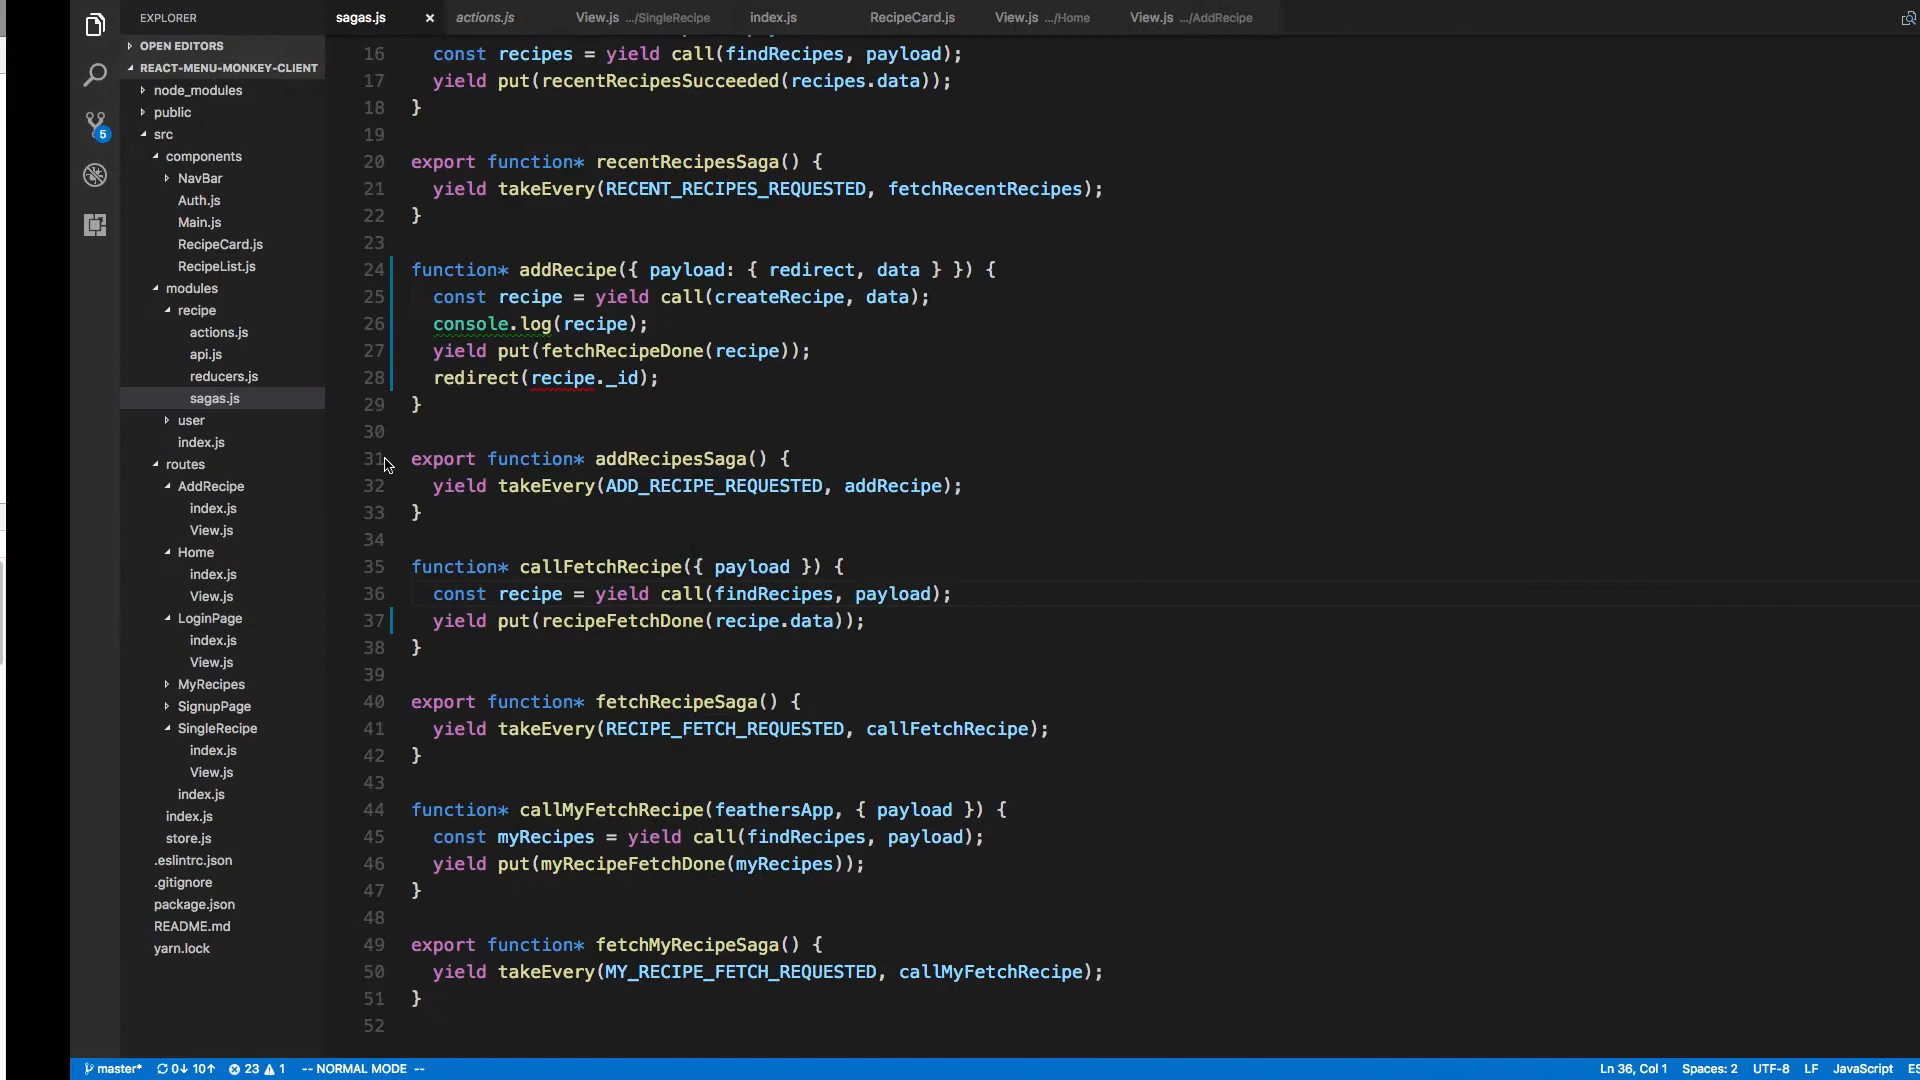 EXPLORER
OPEN EDITORS
REACT-MENU-MONKEY-CLIENT
node_modules
public
src
components
NavBar
Auth.js
Main.js
RecipeCard.js
RecipeList.js
modules
recipe
actions.js
api.js
reducers.js
sagas.js
user
index.js
routes
AddRecipe
index.js
View.js
Home
index.js
View.js
LoginPage
index.js
View.js
MyRecipes
SignupPage
SingleRecipe
index.js
View.js
index.js
index.js
store.js
.eslintrc.json
.gitignore
package.json
README.md
yarn.lock
5
sagas.js × actions.js View.js .../SingleRecipe index.js RecipeCard.js View.js .../Home View.js .../AddRecipe
16 const recipes = yield call(findRecipes, payload);
17 yield put(recentRecipesSucceeded(recipes.data));
18 }
19
20 export function* recentRecipesSaga() {
21 yield takeEvery(RECENT_RECIPES_REQUESTED, fetchRecentRecipes);
22 }
23
24 function* addRecipe({ payload: { redirect, data } }) {
25 const recipe = yield call(createRecipe, data);
26 console.log(recipe);
27 yield put(fetchRecipeDone(recipe));
28 redirect(recipe._id);
29 }
30
31 export function* addRecipesSaga() {
32 yield takeEvery(ADD_RECIPE_REQUESTED, addRecipe);
33 }
34
35 function* callFetchRecipe({ payload }) {
36 const recipe = yield call(findRecipes, payload);
37 yield put(recipeFetchDone(recipe.data));
38 }
39
40 export function* fetchRecipeSaga() {
41 yield takeEvery(RECIPE_FETCH_REQUESTED, callFetchRecipe);
42 }
43
44 function* callMyFetchRecipe(feathersApp, { payload }) {
45 const myRecipes = yield call(findRecipes, payload);
46 yield put(myRecipeFetchDone(myRecipes));
47 }
48
49 export function* fetchMyRecipeSaga() {
50 yield takeEvery(MY_RECIPE_FETCH_REQUESTED, callMyFetchRecipe);
51 }
52
master* 0↓ 10↑ 23 1 -- NORMAL MODE -- Ln 36, Col 1 Spaces: 2 UTF-8 LF JavaScript ES